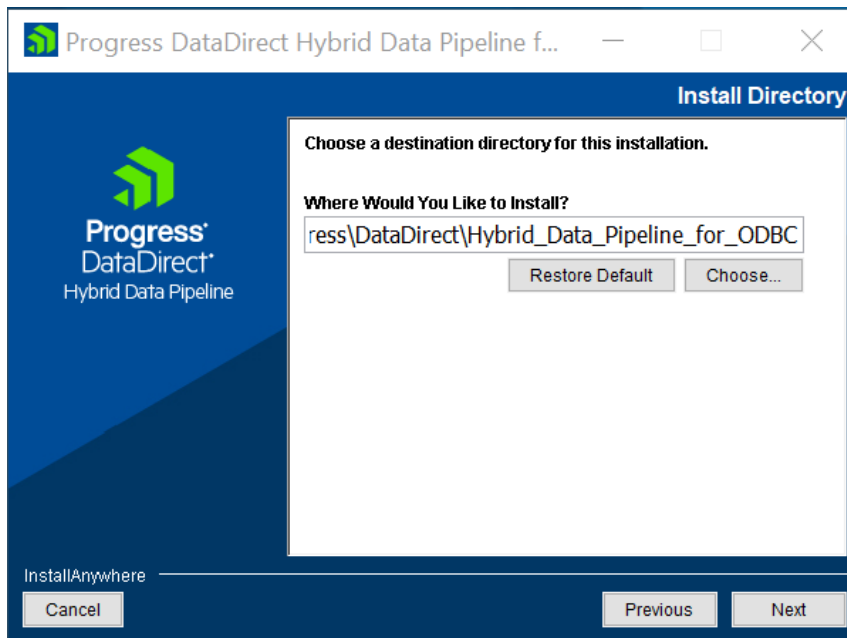 Progress DataDirect Hybrid Data Pipeline f...
Install Directory
Progress
DataDirect
Hybrid Data Pipeline
Choose a destination directory for this installation.
Where Would You Like to Install?
ress\DataDirect\Hybrid_Data_Pipeline_for_ODBC
Restore Default Choose...
InstallAnywhere
Cancel Previous Next